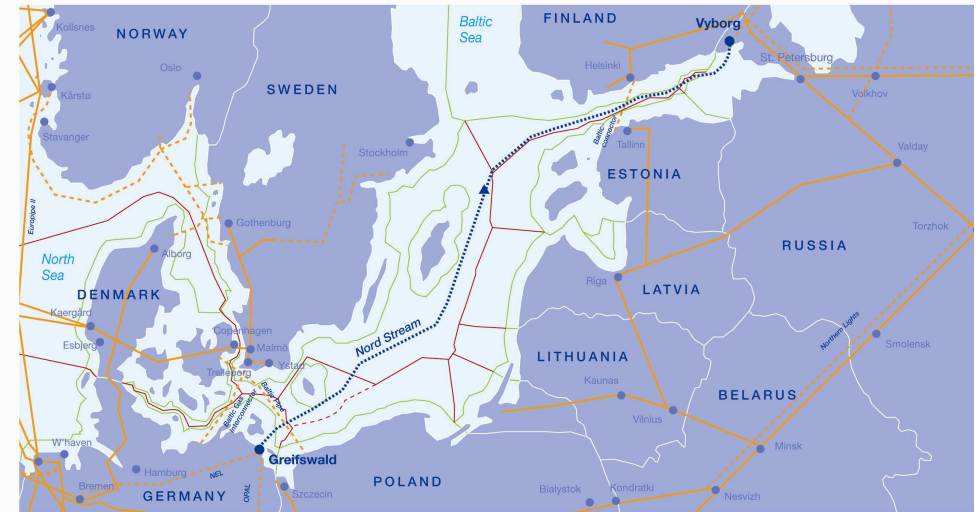 Kollsnes
NORWAY
Baltic
Sea
FINLAND
Vyborg
Oslo
Helsinki
St. Petersburg
Kårstø
SWEDEN
Volkhov
Stavanger
Stockholm
Baltic-
connector
Tallinn
Valday
ESTONIA
Europipe II
Gothenburg
Torzhok
North
Sea
Alborg
RUSSIA
DENMARK
Riga
LATVIA
Kaergård
Esbjerg
Copenhagen
Malmö
Nord Stream
Northern Lights
Smolensk
Trelleborg
Ystad
LITHUANIA
Kaunas
BELARUS
Baltic Gas
Interconnector
Baltic Pipe
Vilnius
W'haven
Greifswald
Minsk
Hamburg
NEL
Bremen
GERMANY
OPAL
Szczecin
POLAND
Bialystok
Kondratki
Nesvizh